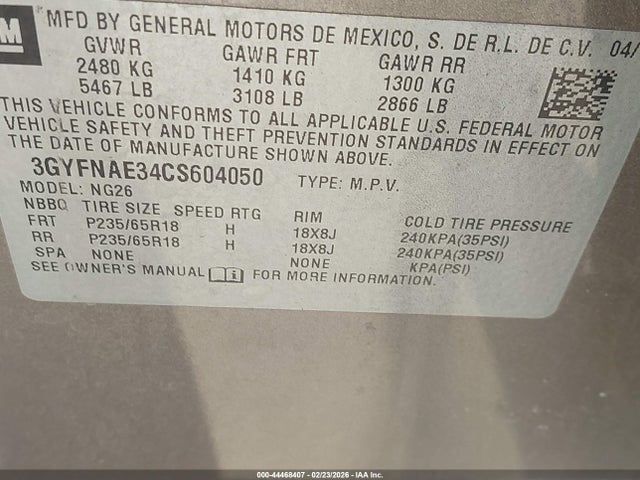 GM MFD BY GENERAL MOTORS DE MEXICO, S. DE R.L. DE C.V. 04/
GVWR GAWR FRT GAWR RR
2480 KG 1410 KG 1300 KG
5467 LB 3108 LB 2866 LB
THIS VEHICLE CONFORMS TO ALL APPLICABLE U.S. FEDERAL MOTOR
VEHICLE SAFETY AND THEFT PREVENTION STANDARDS IN EFFECT ON
THE DATE OF MANUFACTURE SHOWN ABOVE.
3GYFNAE34CS604050 TYPE: M.P.V.
MODEL: NG26
NBBQ TIRE SIZE SPEED RTG RIM COLD TIRE PRESSURE
FRT P235/65R18 H 18X8J 240KPA(35PSI)
RR P235/65R18 H 18X8J 240KPA(35PSI)
SPA NONE NONE KPA(PSI)
SEE OWNER'S MANUAL FOR MORE INFORMATION.
000-44468407 - 02/23/2026 - IAA Inc.